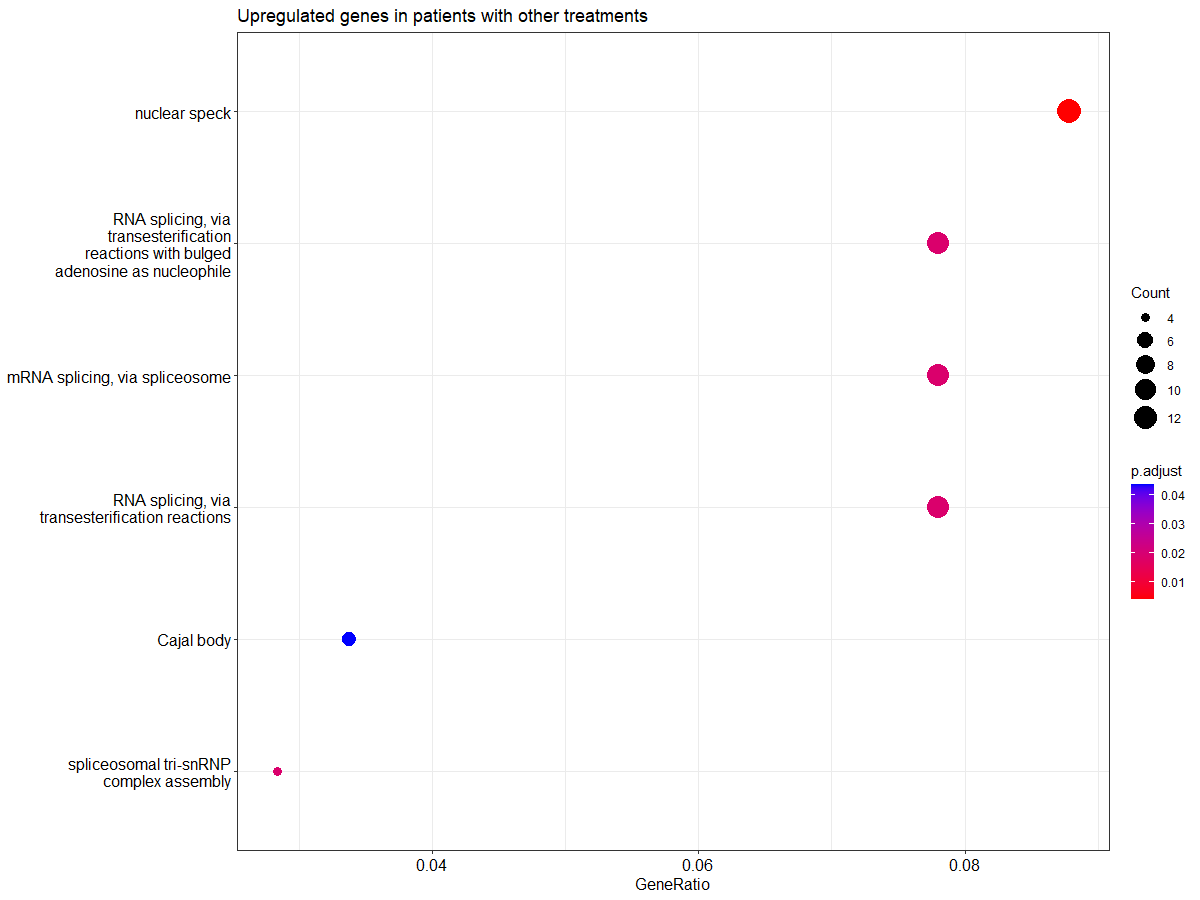 Upregulated genes in patients with other treatments
nuclear speck
RNA splicing, via
transesterification
reactions with bulged
adenosine as nucleophile
mRNA splicing, via spliceosome
RNA splicing, via
transesterification reactions
Cajal body
spliceosomal tri-snRNP
complex assembly
0.04
0.06
0.08
GeneRatio
Count
4
6
8
10
12
p.adjust
0.04
0.03
0.02
0.01